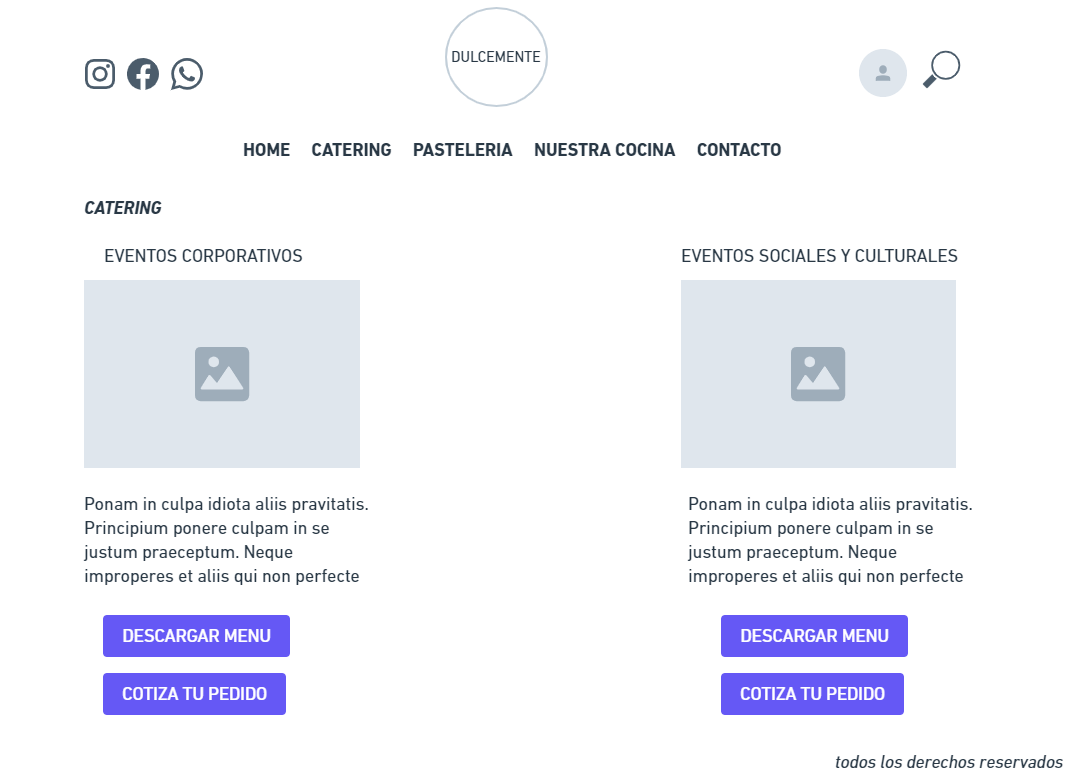 DULCEMENTE
HOME CATERING PASTELERIA NUESTRA COCINA CONTACTO
CATERING
EVENTOS CORPORATIVOS
Ponam in culpa idiota aliis pravitatis.
Principium ponere culpam in se
justum praeceptum. Neque
improperes et aliis qui non perfecte
DESCARGAR MENU
COTIZA TU PEDIDO
EVENTOS SOCIALES Y CULTURALES
Ponam in culpa idiota aliis pravitatis.
Principium ponere culpam in se
justum praeceptum. Neque
improperes et aliis qui non perfecte
DESCARGAR MENU
COTIZA TU PEDIDO
todos los derechos reservados